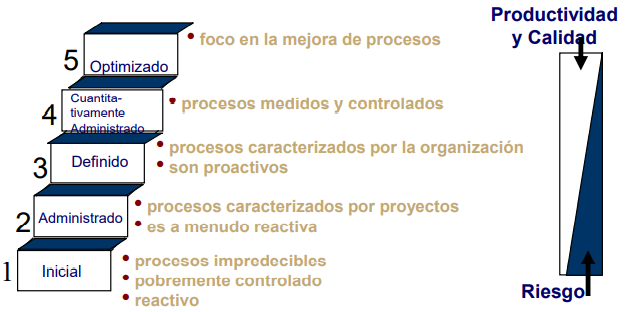 Productividad
y Calidad
5
Optimizado
• foco en la mejora de procesos
4
Cuantita-
tivamente
Administrado
• procesos medidos y controlados
3
Definido
• procesos caracterizados por la organización
• son proactivos
2
Administrado
• procesos caracterizados por proyectos
• es a menudo reactiva
1
Inicial
• procesos impredecibles
• pobremente controlado
• reactivo
Riesgo